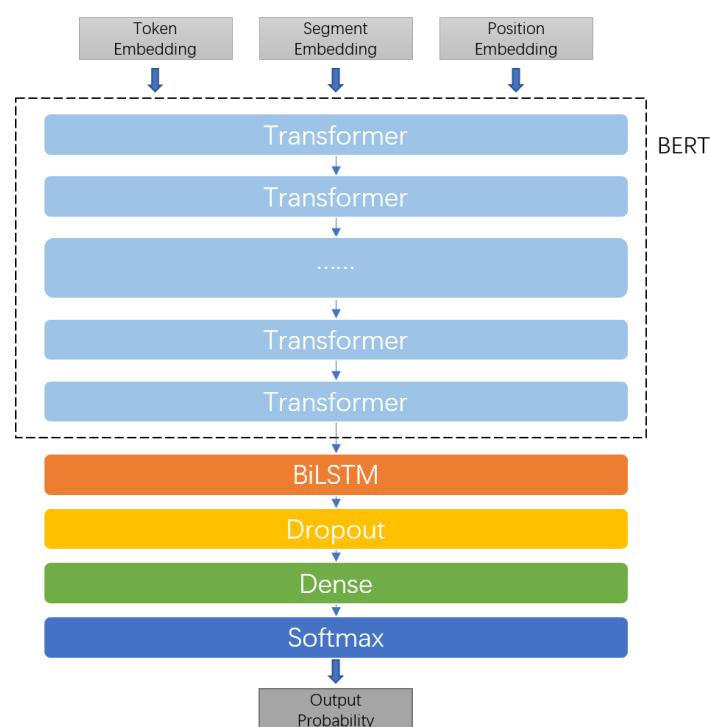 Token
Embedding
Segment
Embedding
Position
Embedding
Transformer
BERT
Transformer
......
Transformer
Transformer
BiLSTM
Dropout
Dense
Softmax
Output
Probability